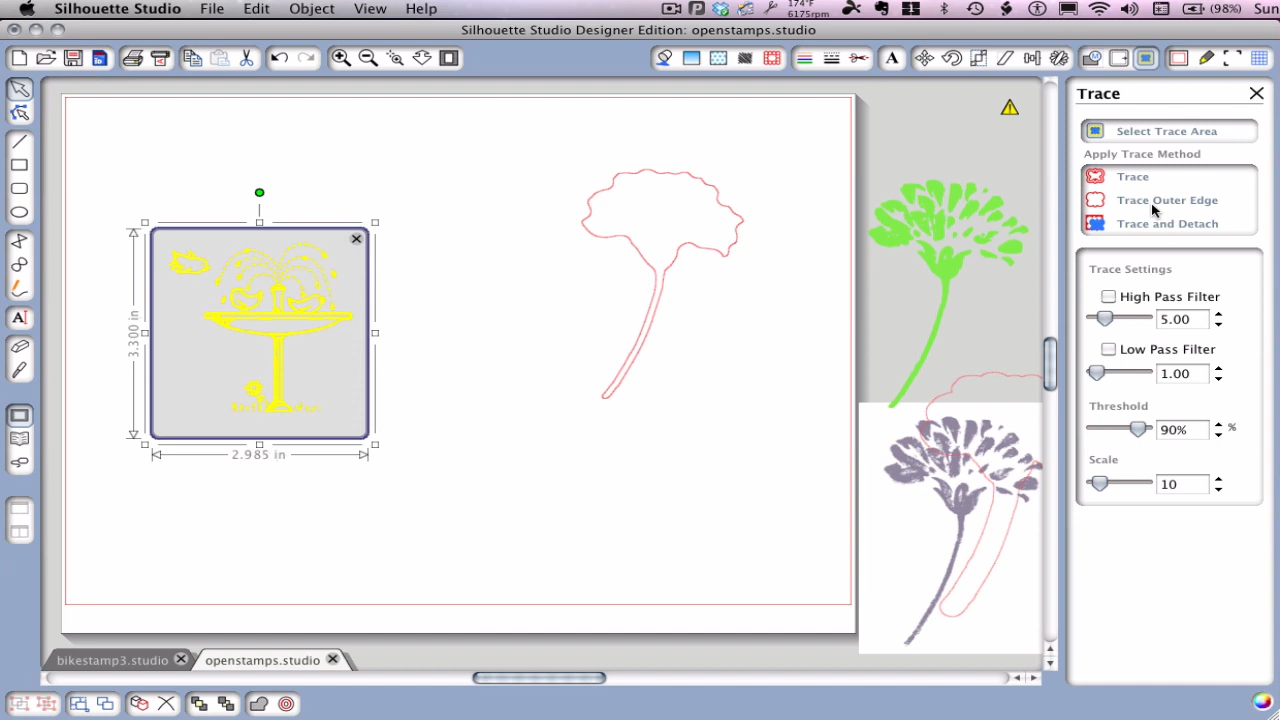 Silhouette Studio File Edit Object View Help 174°F 6175rpm (98%) Sun
Silhouette Studio Designer Edition: openstamps.studio
Trace
Select Trace Area
Apply Trace Method
Trace
Trace Outer Edge
Trace and Detach
Trace Settings
High Pass Filter
5.00
Low Pass Filter
1.00
Threshold
90% %
Scale
10
3.300 in
2.985 in
bikestamp3.studio openstamps.studio